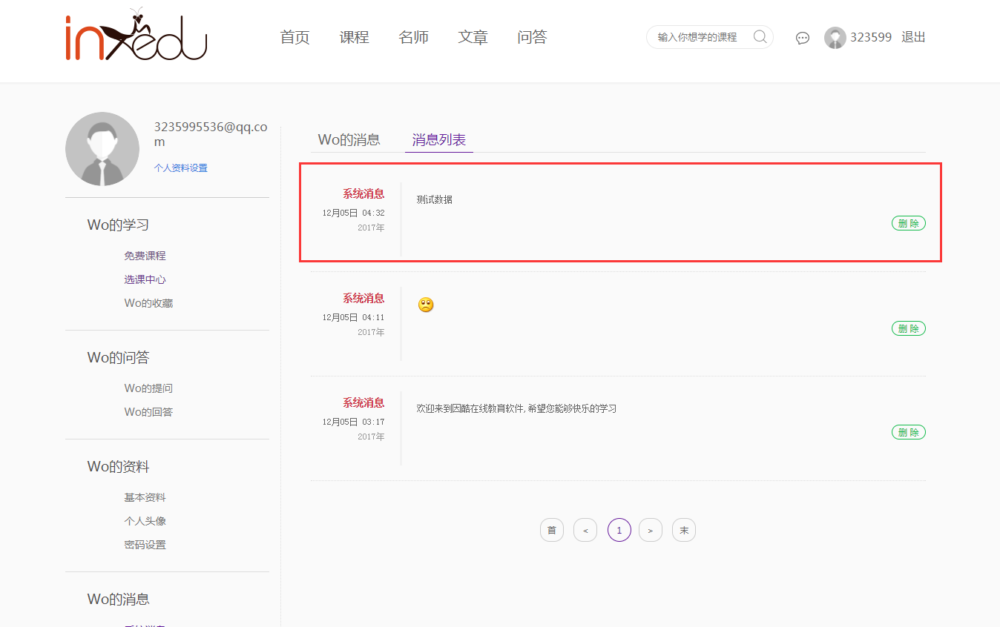 inxedu
首页 课程 名师 文章 问答
输入你想学的课程
323599 退出
3235995536@qq.co
m
个人资料设置
Wo的学习
免费课程
选课中心
Wo的收藏
Wo的问答
Wo的提问
Wo的回答
Wo的资料
基本资料
个人头像
密码设置
Wo的消息
系统消息
Wo的消息 消息列表
系统消息
12月05日 04:32
2017年
测试数据
删 除
系统消息
12月05日 04:11
2017年
删 除
系统消息
12月05日 03:17
2017年
欢迎来到因酷在线教育软件,希望您能够快乐的学习
删 除
首 < 1 > 末